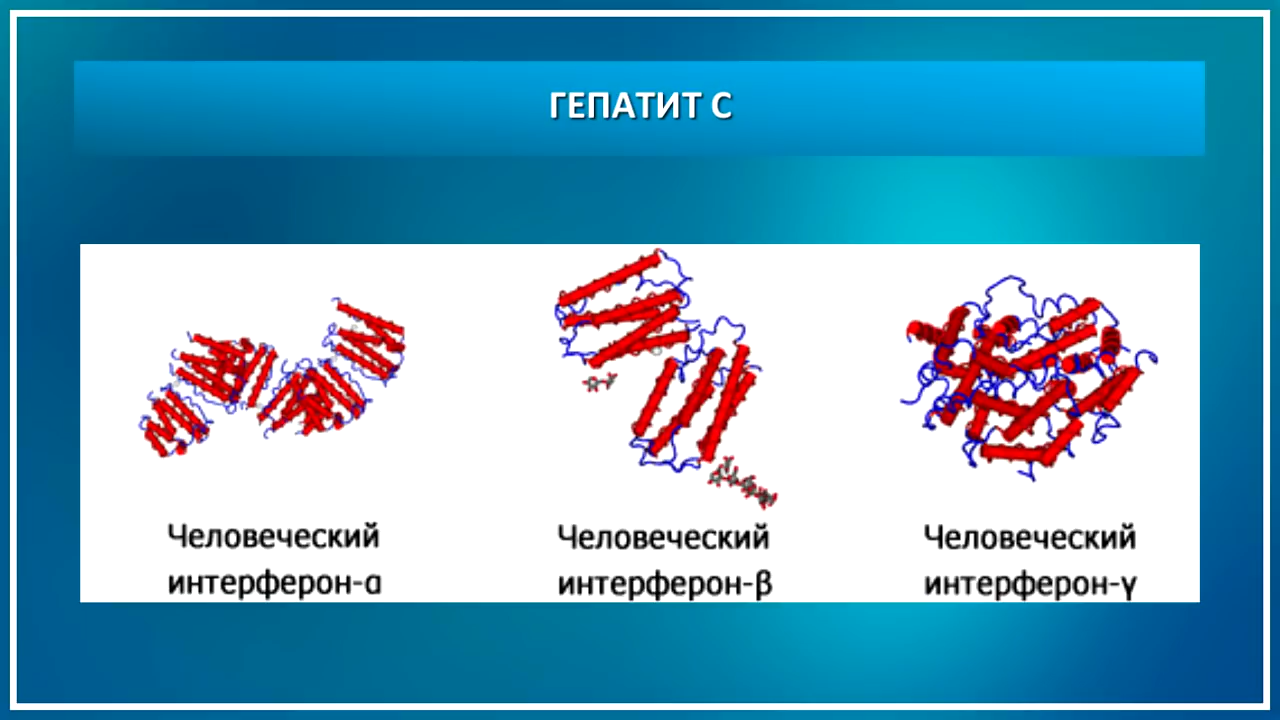 ГЕПАТИТ С
Человеческий
интерферон-α
Человеческий
интерферон-β
Человеческий
интерферон-γ